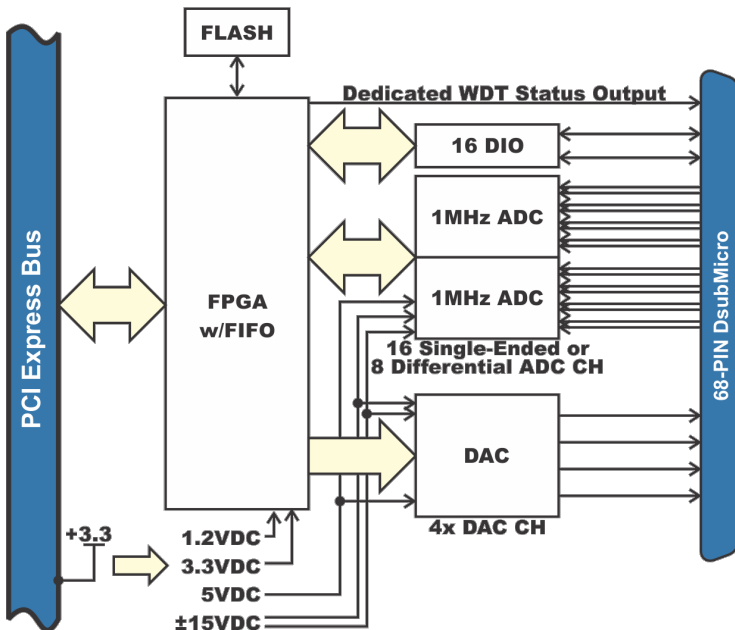 FLASH
Dedicated WDT Status Output
16 DIO
1MHz ADC
1MHz ADC
16 Single-Ended or
8 Differential ADC CH
FPGA
w/FIFO
PCI Express Bus
68-PIN DsubMicro
DAC
4x DAC CH
+3.3
1.2VDC
3.3VDC
5VDC
±15VDC